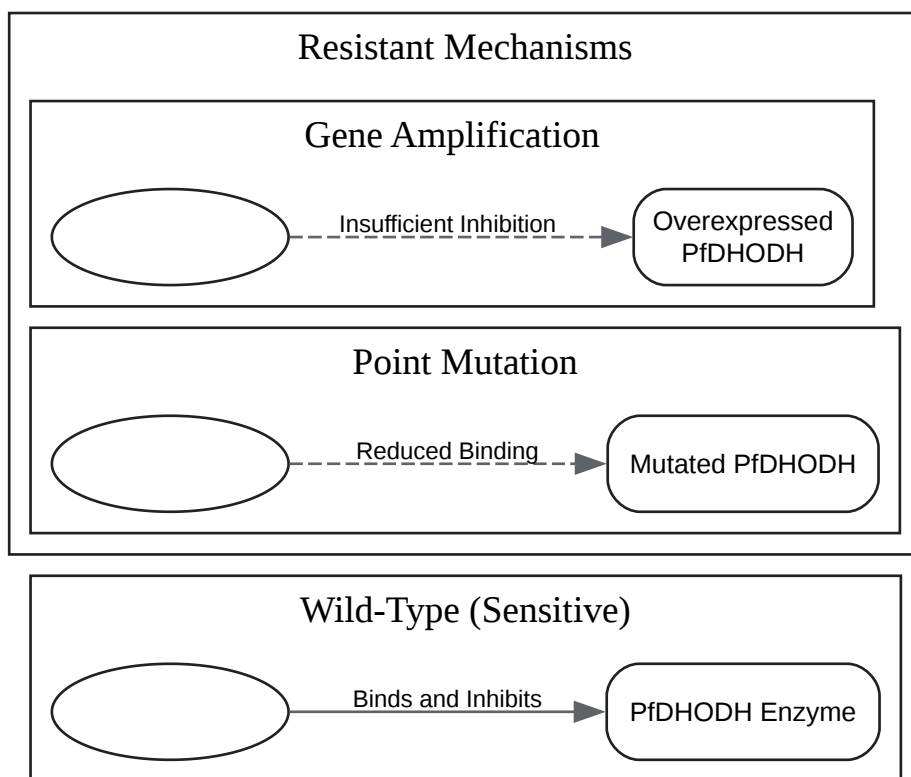 Resistant Mechanisms
Gene Amplification
Insufficient Inhibition
Overexpressed
PfDHODH
Point Mutation
Reduced Binding
Mutated PfDHODH
Wild-Type (Sensitive)
Binds and Inhibits
PfDHODH Enzyme